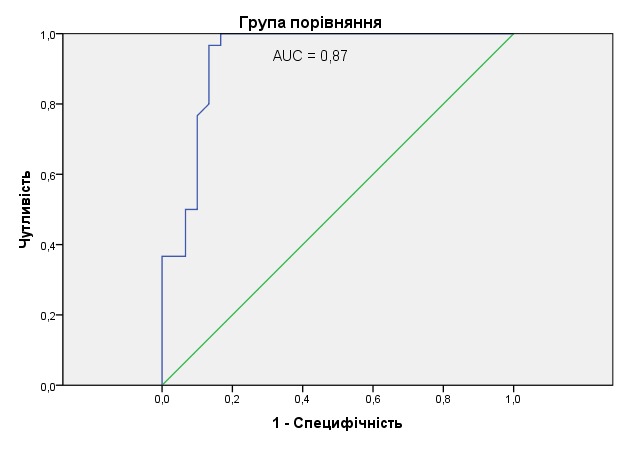 Група порівняння
AUC = 0,87
Чутливість
1,0
0,8
0,6
0,4
0,2
0,0
0,0 0,2 0,4 0,6 0,8 1,0
1 - Специфічність